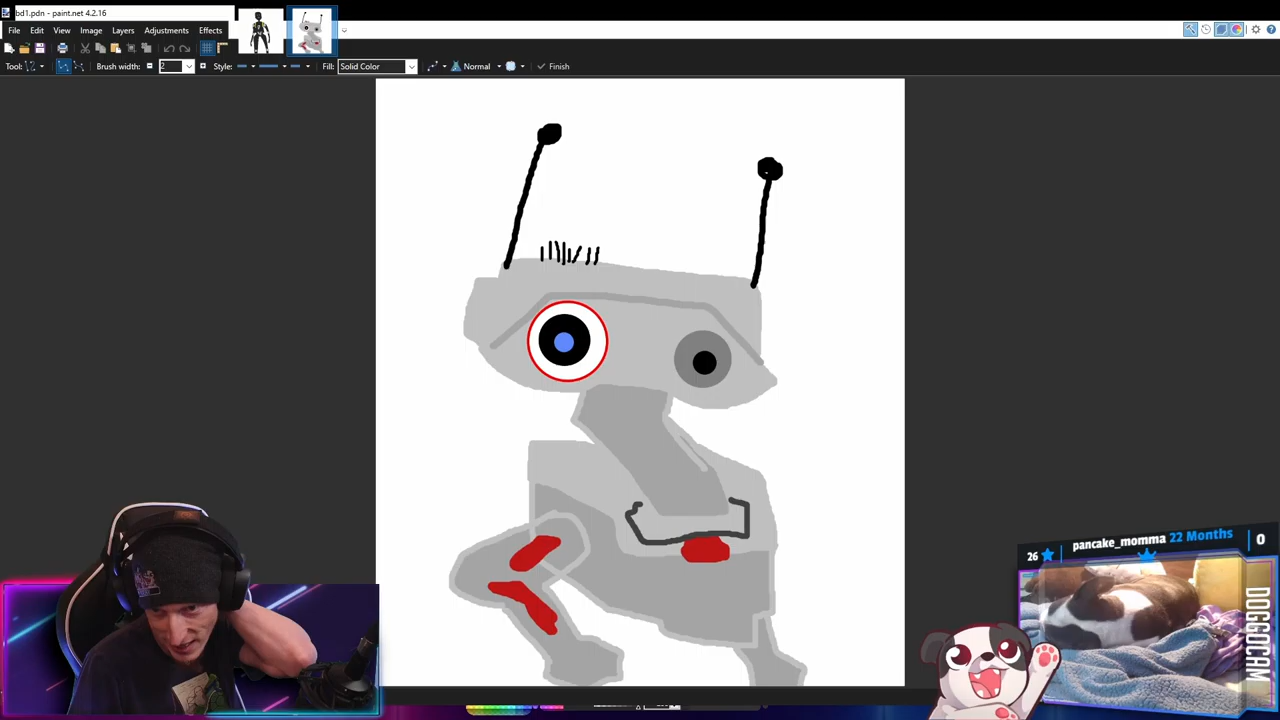 bd1.pdn - paint.net 4.2.16
File Edit View Image Layers Adjustments Effects
Tool: Brush width: 2 Style: Fill: Solid Color Normal Finish
pancake_momma 22 Months
26
0
DOGGOCAM